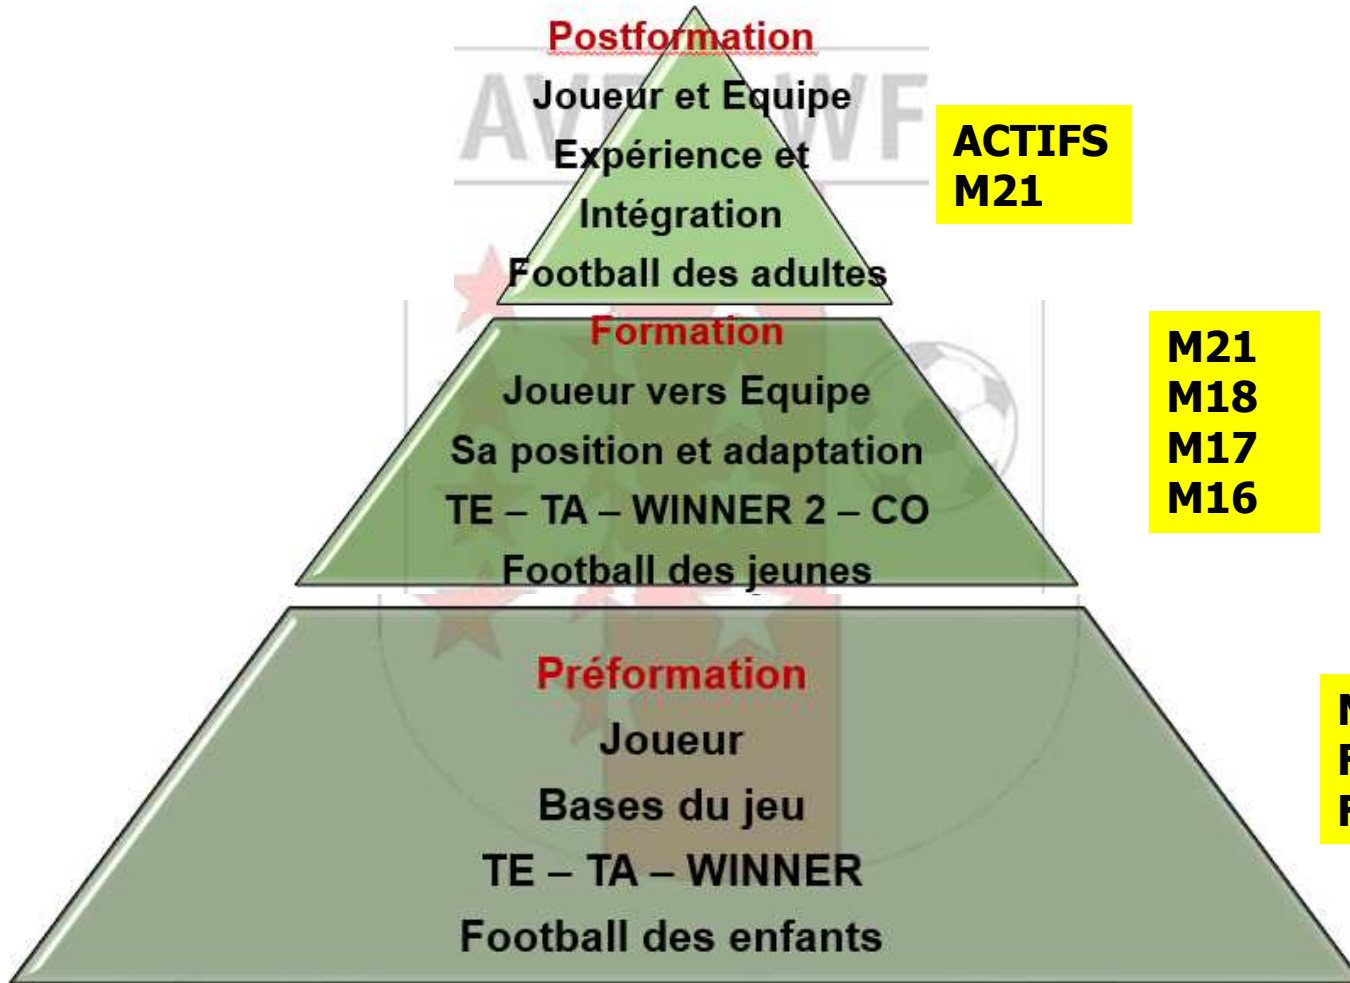 Postformation
Joueur et Equipe
Expérience et
Intégration
Football des adultes
ACTIFS
M21
Formation
Joueur vers Equipe
Sa position et adaptation
TE – TA – WINNER 2 – CO
Football des jeunes
M21
M18
M17
M16
Préformation
Joueur
Bases du jeu
TE – TA – WINNER
Football des enfants